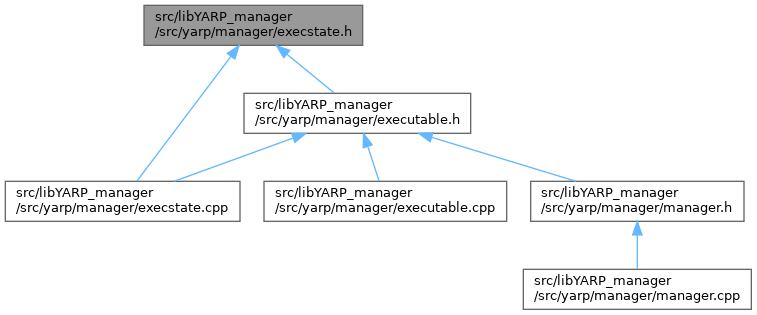 src/libYARP_manager
/src/yarp/manager/execstate.h
src/libYARP_manager
/src/yarp/manager/executable.h
src/libYARP_manager
/src/yarp/manager/execstate.cpp
src/libYARP_manager
/src/yarp/manager/executable.cpp
src/libYARP_manager
/src/yarp/manager/manager.h
src/libYARP_manager
/src/yarp/manager/manager.cpp